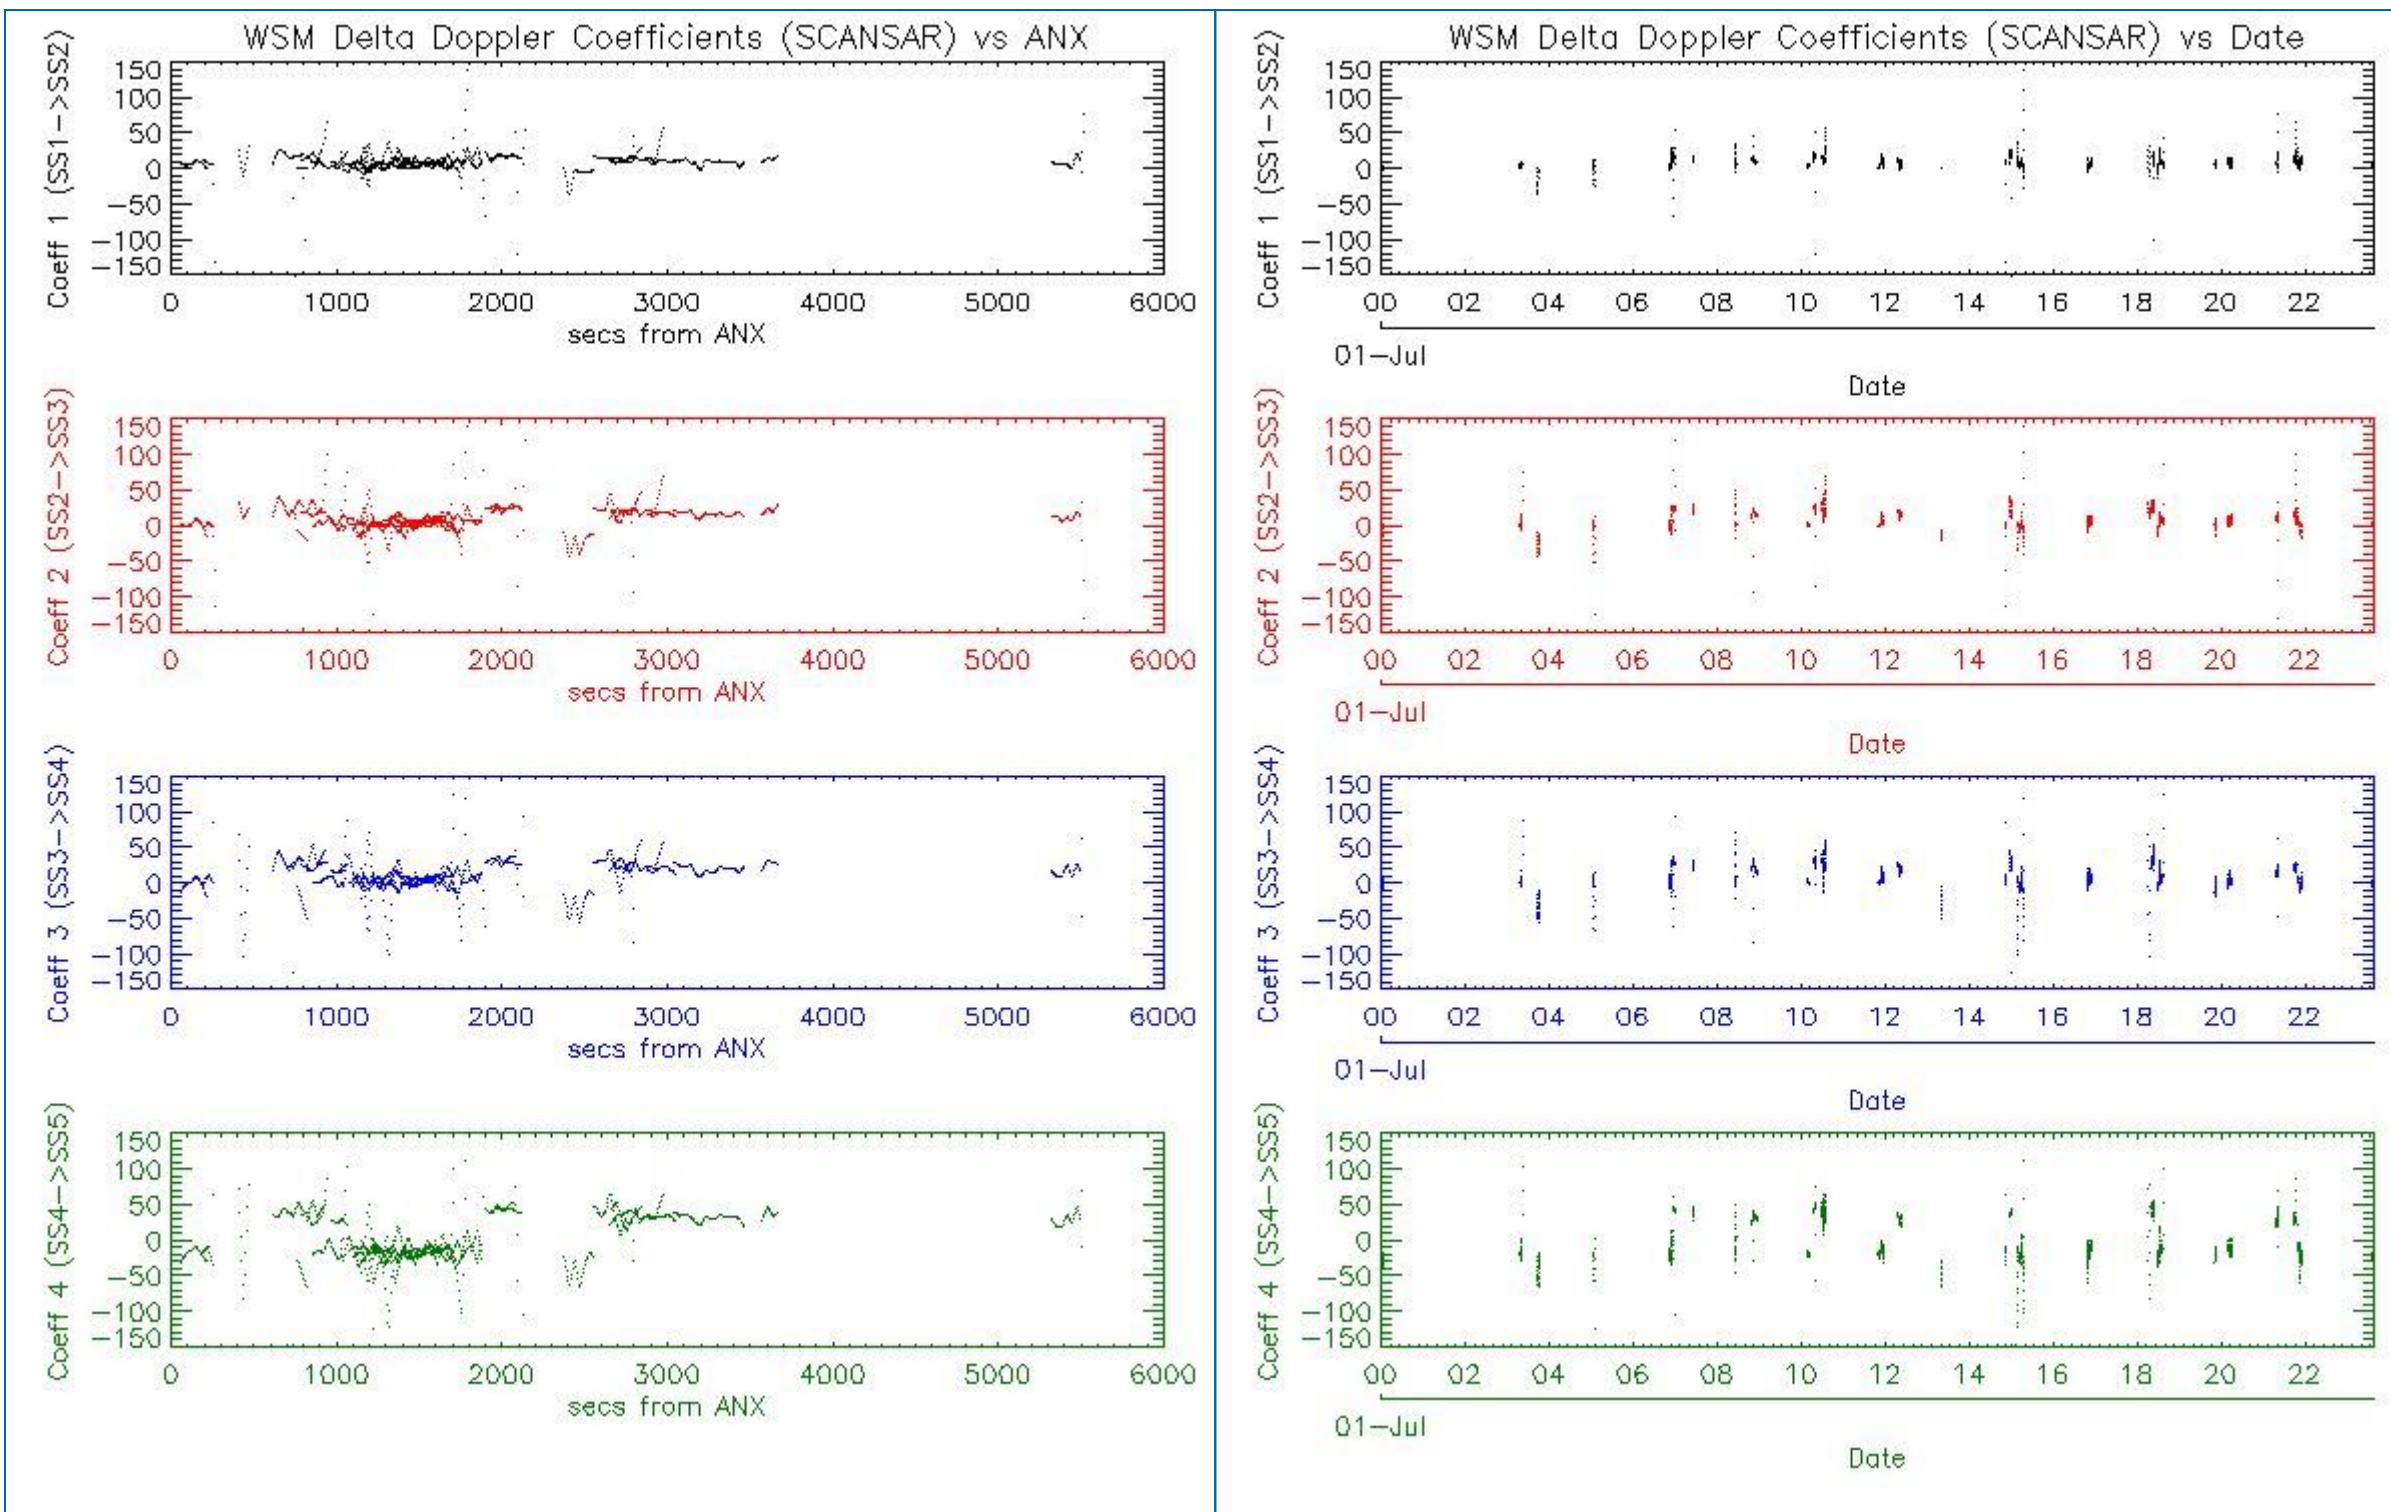 WSM Delta Doppler Coefficients (SCANSAR) vs ANX
Coeff 1 (SS1->SS2)
150
100
50
0
-50
-100
-150
0 1000 2000 3000 4000 5000 6000
secs from ANX
Coeff 2 (SS2->SS3)
150
100
50
0
-50
-100
-150
0 1000 2000 3000 4000 5000 6000
secs from ANX
Coeff 3 (SS3->SS4)
150
100
50
0
-50
-100
-150
0 1000 2000 3000 4000 5000 6000
secs from ANX
Coeff 4 (SS4->SS5)
150
100
50
0
-50
-100
-150
0 1000 2000 3000 4000 5000 6000
secs from ANX
WSM Delta Doppler Coefficients (SCANSAR) vs Date
Coeff 1 (SS1->SS2)
150
100
50
0
-50
-100
-150
00 02 04 06 08 10 12 14 16 18 20 22
01-Jul
Date
Coeff 2 (SS2->SS3)
150
100
50
0
-50
-100
-150
00 02 04 06 08 10 12 14 16 18 20 22
01-Jul
Date
Coeff 3 (SS3->SS4)
150
100
50
0
-50
-100
-150
00 02 04 06 08 10 12 14 16 18 20 22
01-Jul
Date
Coeff 4 (SS4->SS5)
150
100
50
0
-50
-100
-150
00 02 04 06 08 10 12 14 16 18 20 22
01-Jul
Date